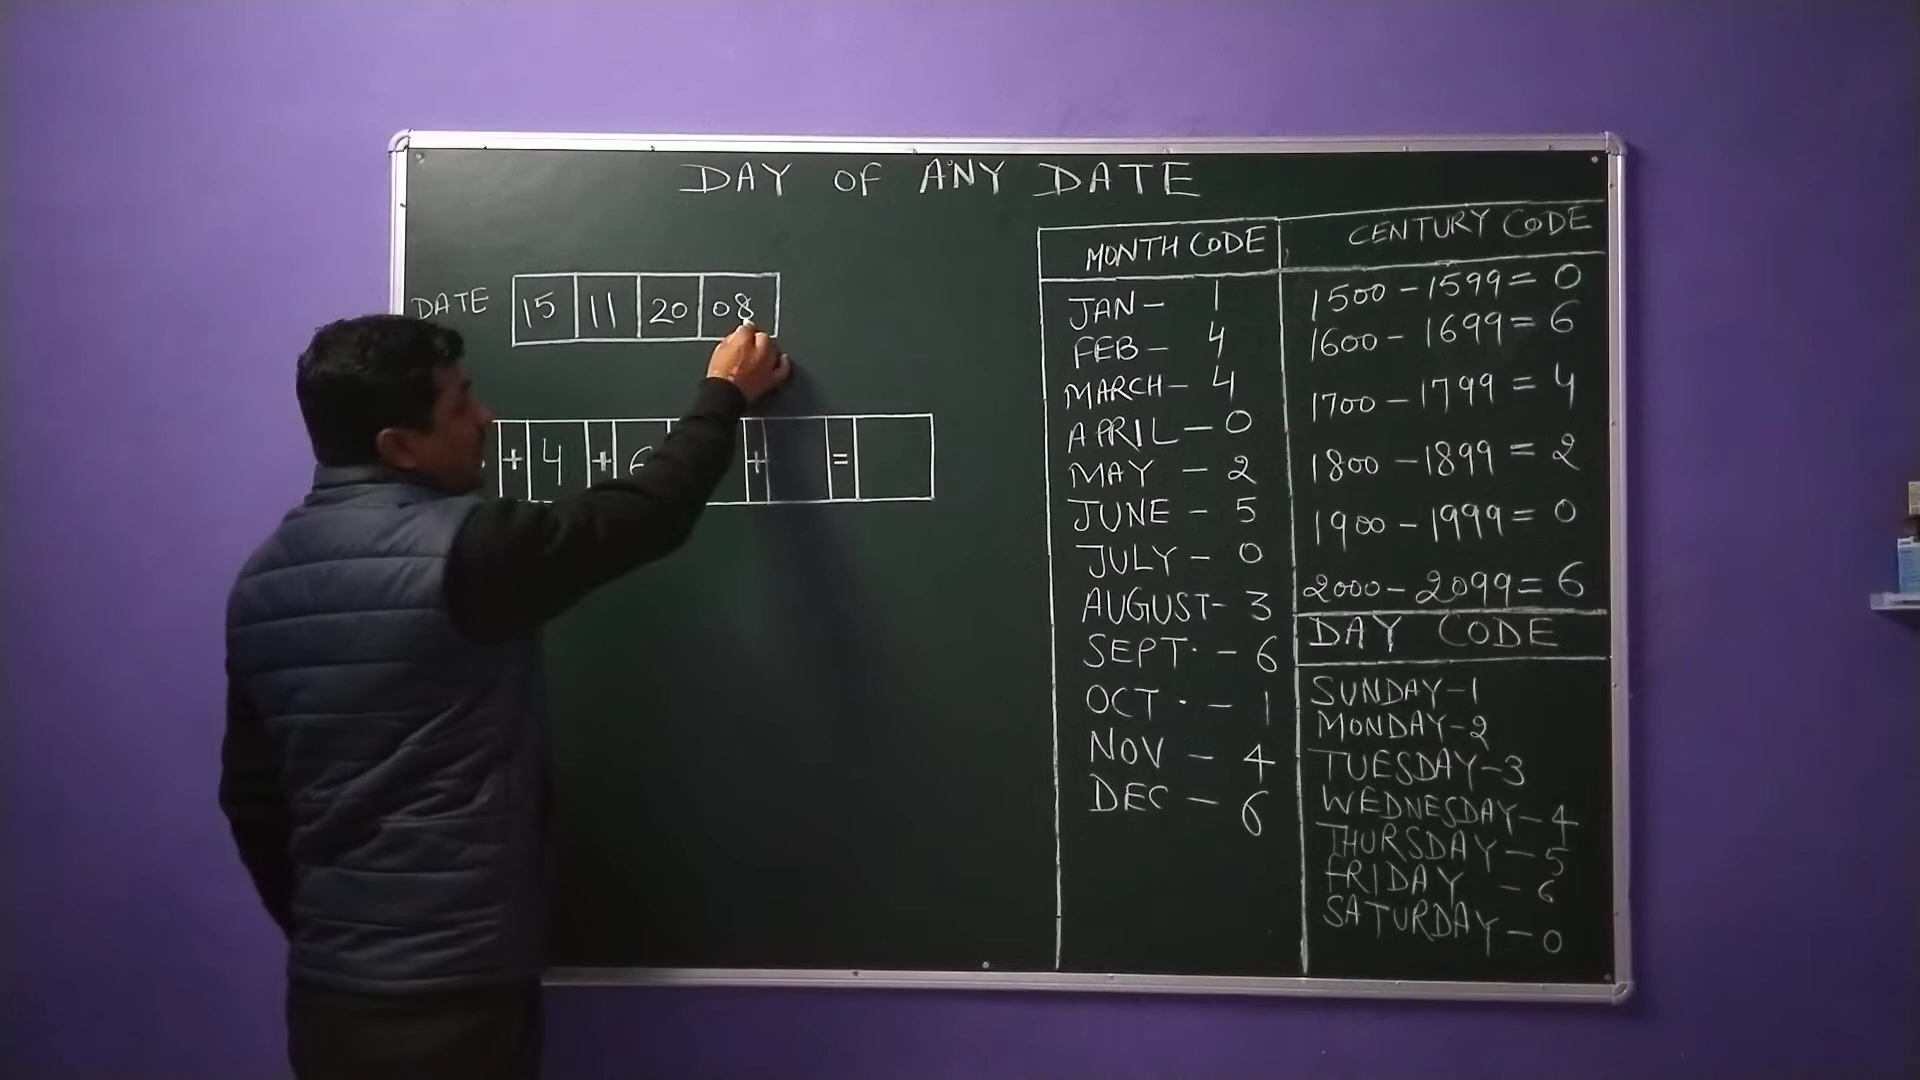 DAY OF ANY DATE
DATE 15 11 20 08
+ 4 + 6 + =
MONTH CODE
JAN - 1
FEB - 4
MARCH - 4
APRIL - 0
MAY - 2
JUNE - 5
JULY - 0
AUGUST - 3
SEPT. - 6
OCT. - 1
NOV - 4
DEC - 6
CENTURY CODE
1500 - 1599 = 0
1600 - 1699 = 6
1700 - 1799 = 4
1800 - 1899 = 2
1900 - 1999 = 0
2000 - 2099 = 6
DAY CODE
SUNDAY - 1
MONDAY - 2
TUESDAY - 3
WEDNESDAY - 4
THURSDAY - 5
FRIDAY - 6
SATURDAY - 0